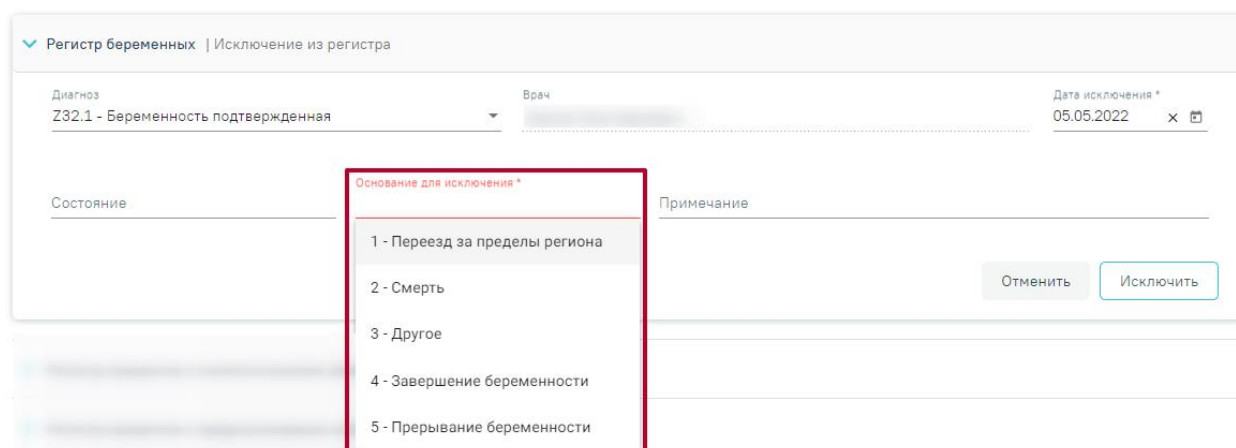 Регистр беременных | Исключение из регистра
Диагноз Врач Дата исключения *
Z32.1 - Беременность подтвержденная 05.05.2022
Основание для исключения *
Состояние Примечание
1 - Переезд за пределы региона
2 - Смерть
3 - Другое
4 - Завершение беременности
5 - Прерывание беременности
Отменить Исключить